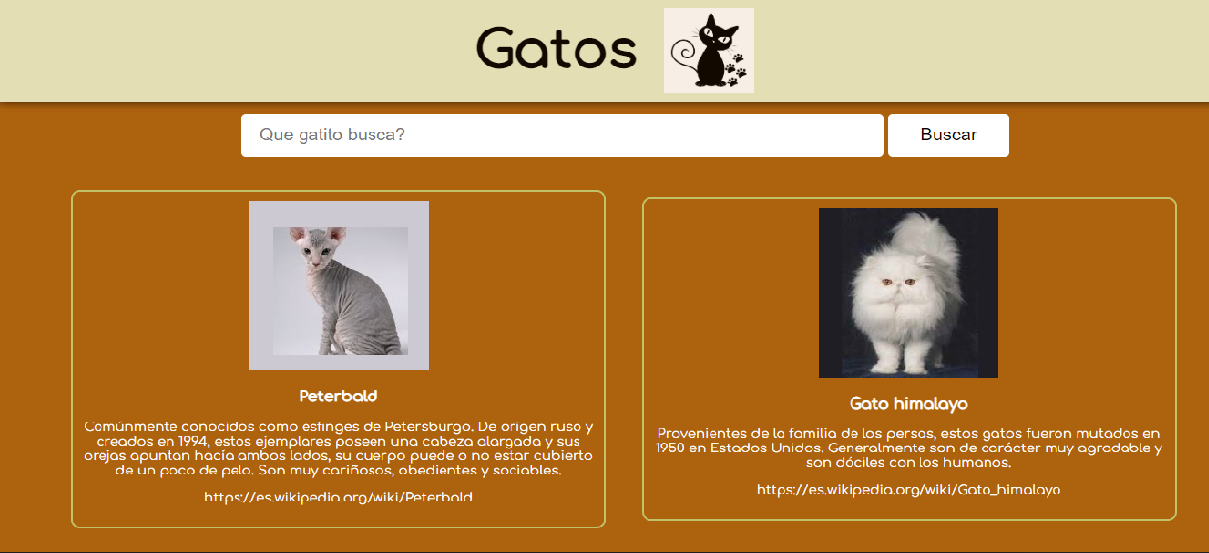 Gatos
Que gatito busca?
Buscar
Peterbald
Comúnmente conocidos como esfinges de Petersburgo. De origen ruso y
creados en 1994, estos ejemplares poseen una cabeza alargada y sus
orejas apuntan hacía ambos lados, su cuerpo puede o no estar cubierto
de un poco de pelo. Son muy cariñosos, obedientes y sociables.
https://es.wikipedia.org/wiki/Peterbald
Gato himalayo
Provenientes de la familia de los persas, estos gatos fueron mutados en
1950 en Estados Unidos. Generalmente son de carácter muy agradable y
son dóciles con los humanos.
https://es.wikipedia.org/wiki/Gato_himalayo